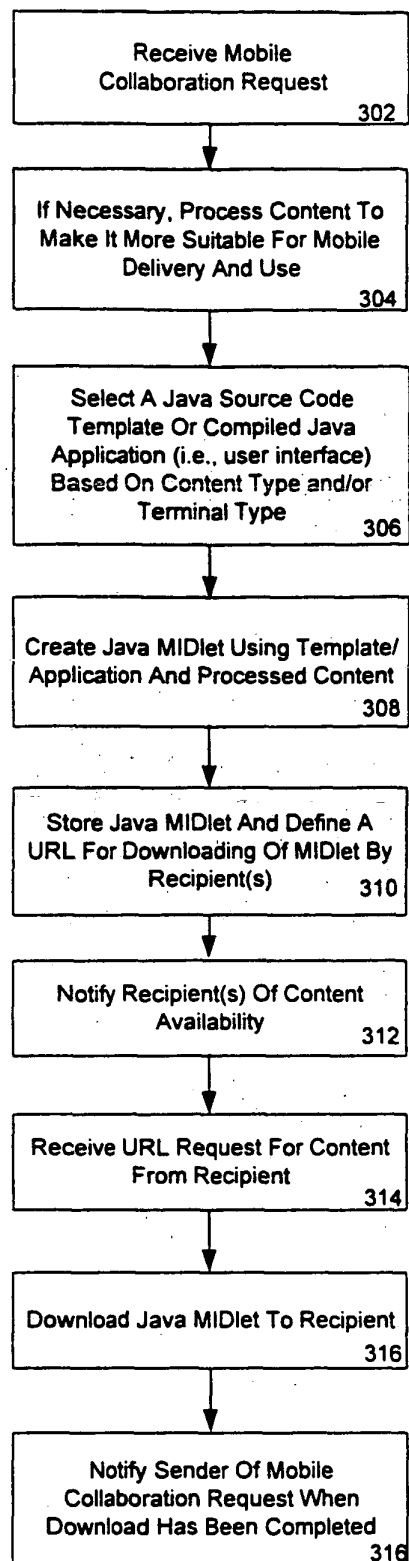 Receive Mobile
Collaboration Request
302
If Necessary, Process Content To
Make It More Suitable For Mobile
Delivery And Use
304
Select A Java Source Code
Template Or Compiled Java
Application (i.e., user interface)
Based On Content Type and/or
Terminal Type
306
Create Java MIDlet Using Template/
Application And Processed Content
308
Store Java MIDlet And Define A
URL For Downloading Of MIDlet By
Recipient(s)
310
Notify Recipient(s) Of Content
Availability
312
Receive URL Request For Content
From Recipient
314
Download Java MIDlet To Recipient
316
Notify Sender Of Mobile
Collaboration Request When
Download Has Been Completed
316